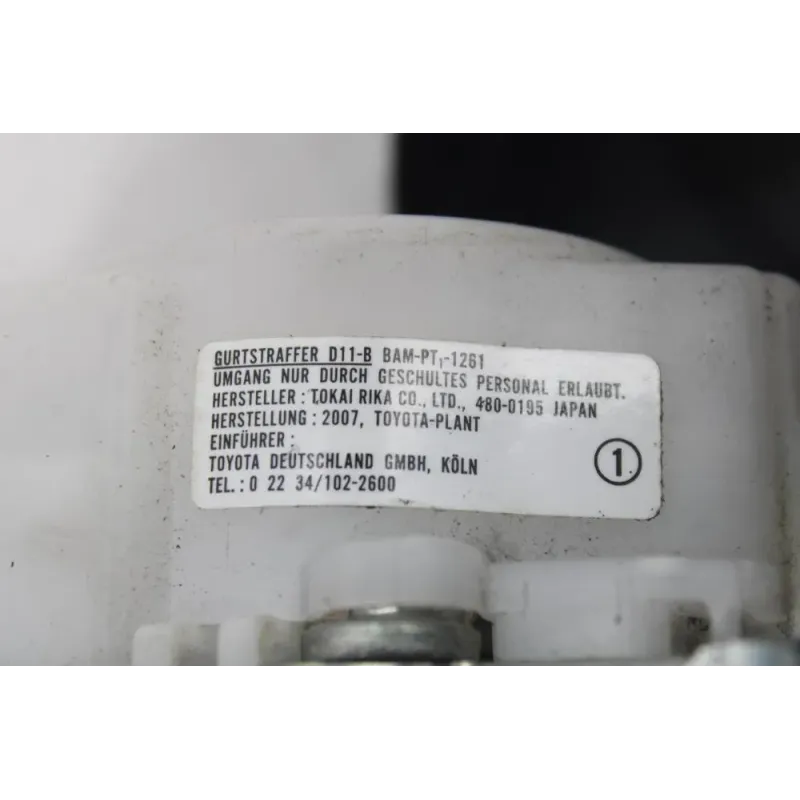 GURTSTRAFFER D11-B BAM-PT₁-1261
UMGANG NUR DURCH GESCHULTES PERSONAL ERLAUBT.
HERSTELLER : TOKAI RIKA CO., LTD., 480-0195 JAPAN
HERSTELLUNG : 2007, TOYOTA-PLANT
EINFÜHRER :
TOYOTA DEUTSCHLAND GMBH, KÖLN
TEL. : 0 22 34/102-2600
1